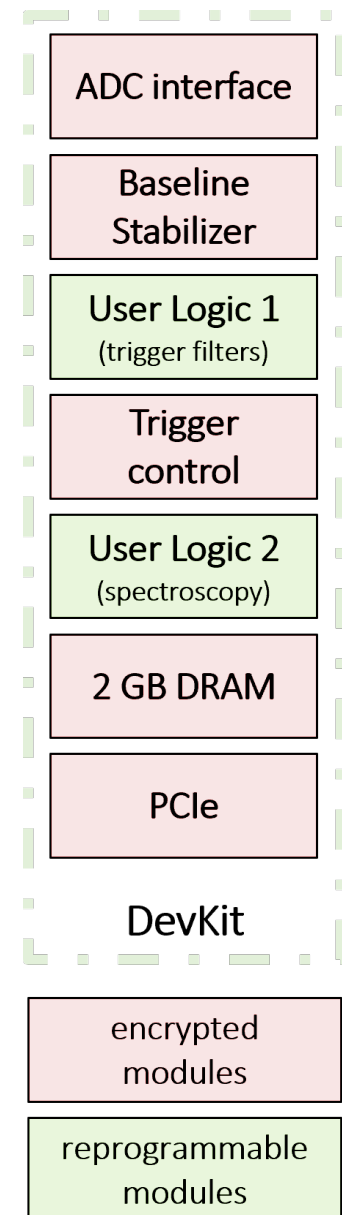 ADC interface
Baseline
Stabilizer
User Logic 1
(trigger filters)
Trigger
control
User Logic 2
(spectroscopy)
2 GB DRAM
PCIe
DevKit
encrypted
modules
reprogrammable
modules